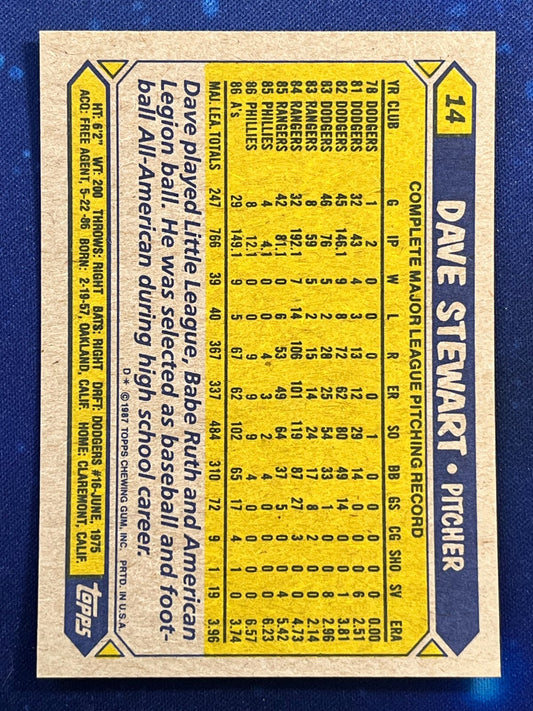 14
DAVE STEWART • PITCHER
COMPLETE MAJOR LEAGUE PITCHING RECORD
YR CLUB G IP W L R ER SO BB GS CG SHO SV ERA
78 DODGERS 1 2 0 0 0 0 1 0 0 0 0 0 0.00
81 DODGERS 32 43 4 3 13 12 29 14 0 0 0 6 2.51
82 DODGERS 45 146.1 9 8 72 62 80 49 14 0 0 1 3.81
83 DODGERS 46 76 5 2 28 25 54 33 1 0 0 8 2.96
83 RANGERS 8 59 5 2 15 14 24 17 8 2 0 0 2.14
84 RANGERS 32 192.1 7 14 106 101 119 87 27 3 0 0 4.73
85 RANGERS 42 81.1 0 6 53 49 64 37 5 0 0 4 5.42
85 PHILLIES 4 4.1 0 0 4 3 2 4 0 0 0 0 6.23
86 PHILLIES 8 12.1 0 0 9 9 9 4 0 0 0 0 6.57
86 A's 29 149.1 9 5 67 62 102 65 17 4 1 0 3.74
MAJ. LEA. TOTALS 247 766 39 40 367 337 484 310 72 9 1 19 3.96
Dave played Little League, Babe Ruth and American
Legion ball. He was selected as baseball and foot-
ball All-American during high school career.
D* © 1987 TOPPS CHEWING GUM, INC. PRTD. IN U.S.A.
HT: 6'2" WT: 200 THROWS: RIGHT BATS: RIGHT DRFT: DODGERS #16-JUNE, 1975
ACQ: FREE AGENT, 5-22-86 BORN: 2-19-57, OAKLAND, CALIF. HOME: CLAREMONT, CALIF.
TOPPS